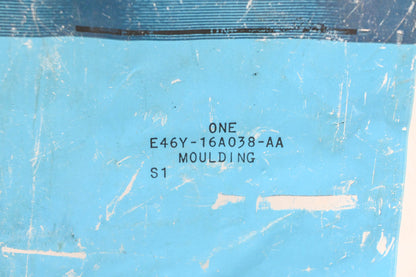 ONE
E46Y-16A038-AA
MOULDING
S1